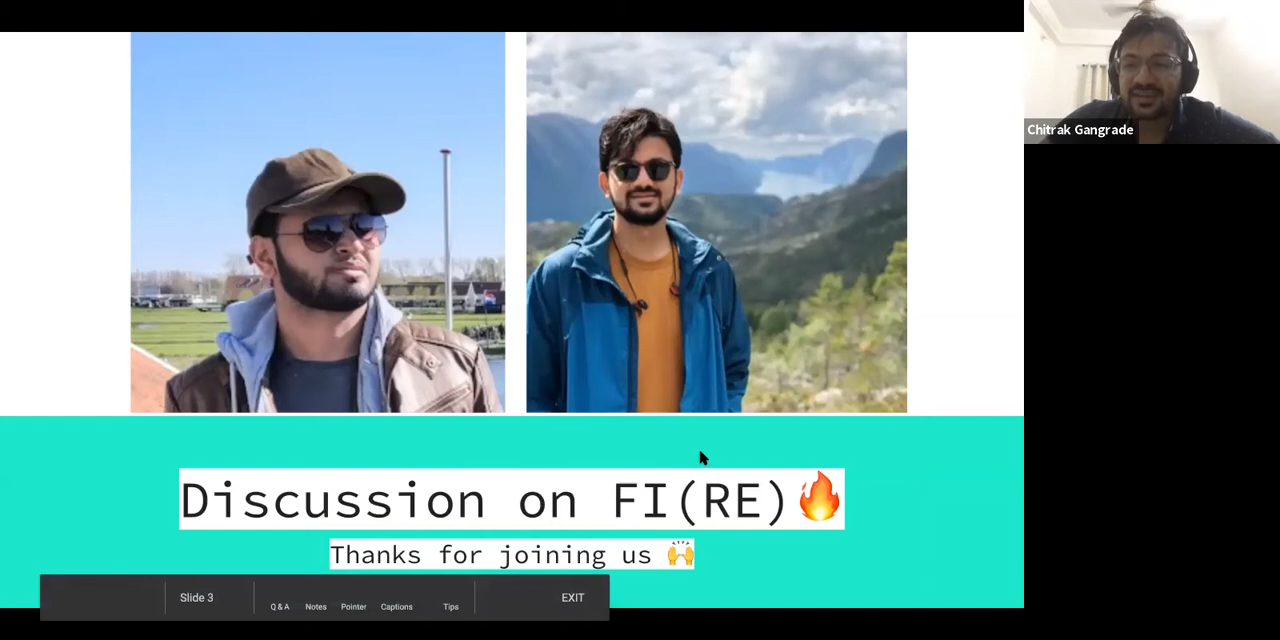 Chitrak Gangrade
Discussion on FI(RE)🔥
Thanks for joining us 🙌
Slide 3
Q & A Notes Pointer Captions Tips
EXIT